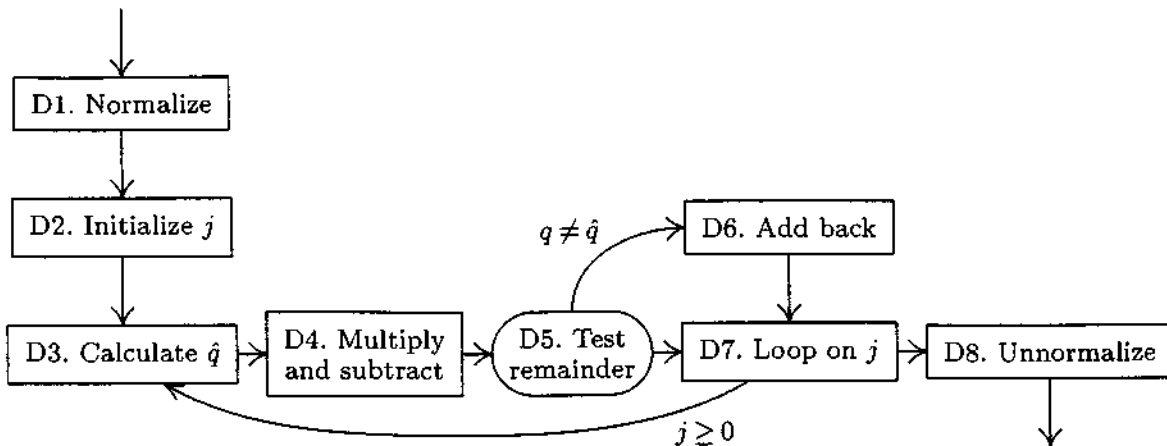 D1. Normalize
D2. Initialize j
q ≠ q̂
D6. Add back
D3. Calculate q̂
D4. Multiply
and subtract
D5. Test
remainder
D7. Loop on j
D8. Unnormalize
j ≥ 0